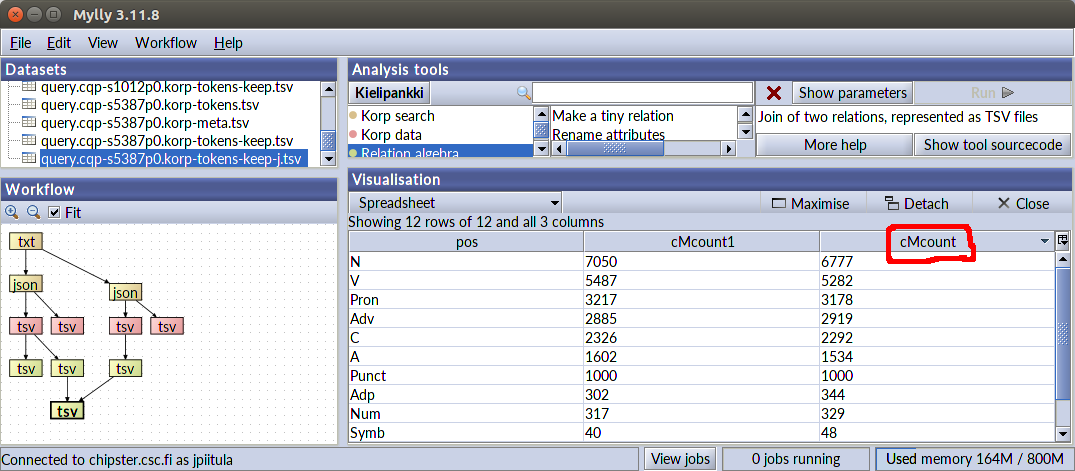 Mylly 3.11.8
File Edit View Workflow Help
Datasets
query.cqp-s1012p0.korp-tokens-keep.tsv
query.cqp-s5387p0.korp-tokens.tsv
query.cqp-s5387p0.korp-meta.tsv
query.cqp-s5387p0.korp-tokens-keep.tsv
query.cqp-s5387p0.korp-tokens-keep-j.tsv
Analysis tools
Kielipankki
Show parameters
Run
Korp search
Korp data
Relation algebra
Make a tiny relation
Rename attributes
Join of two relations, represented as TSV files
More help
Show tool sourcecode
Workflow
Fit
txt
json
json
tsv tsv tsv tsv
tsv tsv tsv
tsv
Visualisation
Spreadsheet
Maximise Detach Close
Showing 12 rows of 12 and all 3 columns
pos cMcount1 cMcount
N 7050 6777
V 5487 5282
Pron 3217 3178
Adv 2885 2919
C 2326 2292
A 1602 1534
Punct 1000 1000
Adp 302 344
Num 317 329
Symb 40 48
Connected to chipster.csc.fi as jpiitula
View jobs
0 jobs running
Used memory 164M / 800M